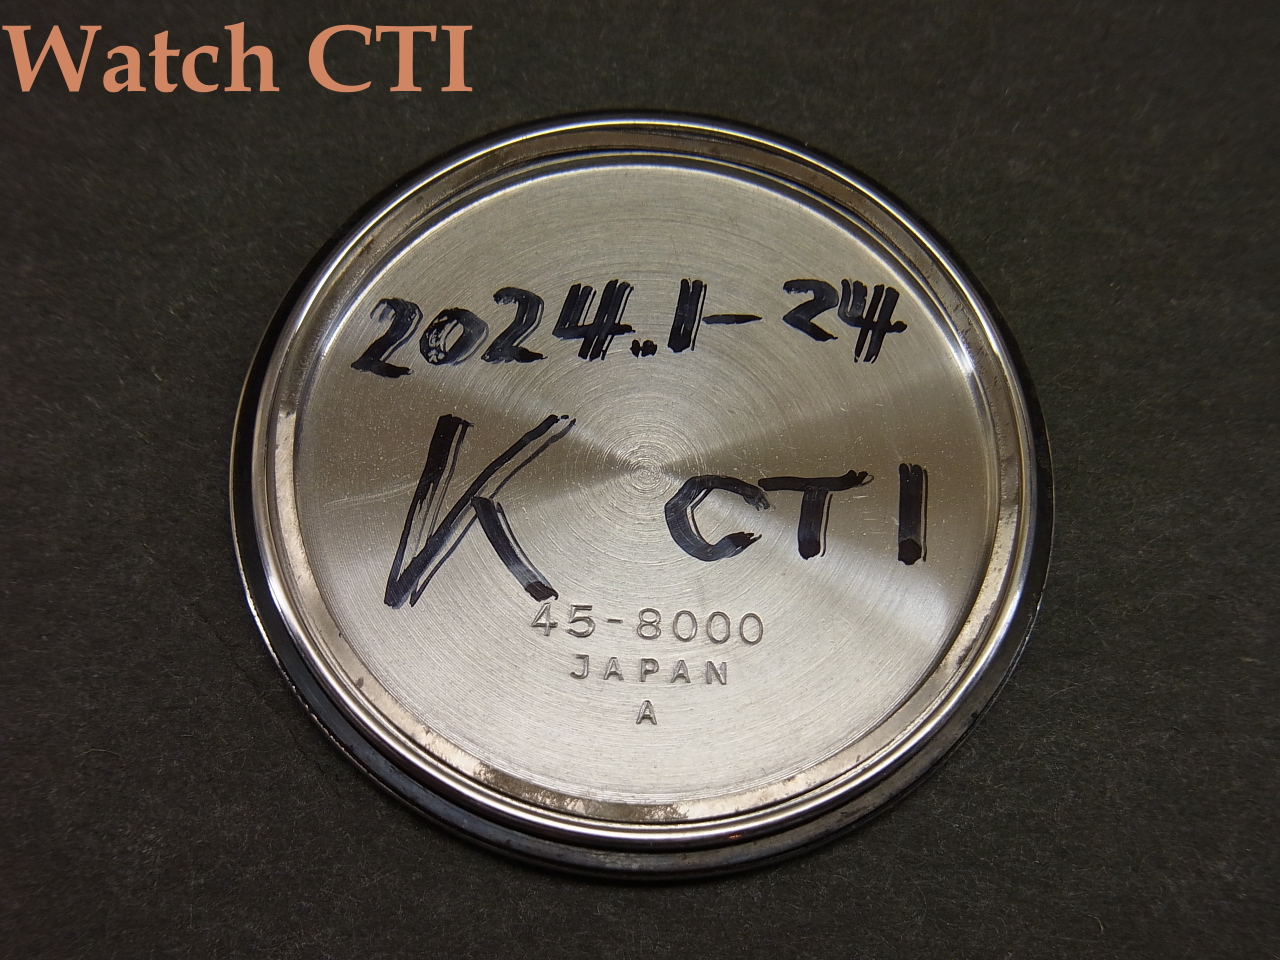 Watch CTI
2024.1-24
K CTI
45-8000
JAPAN
A